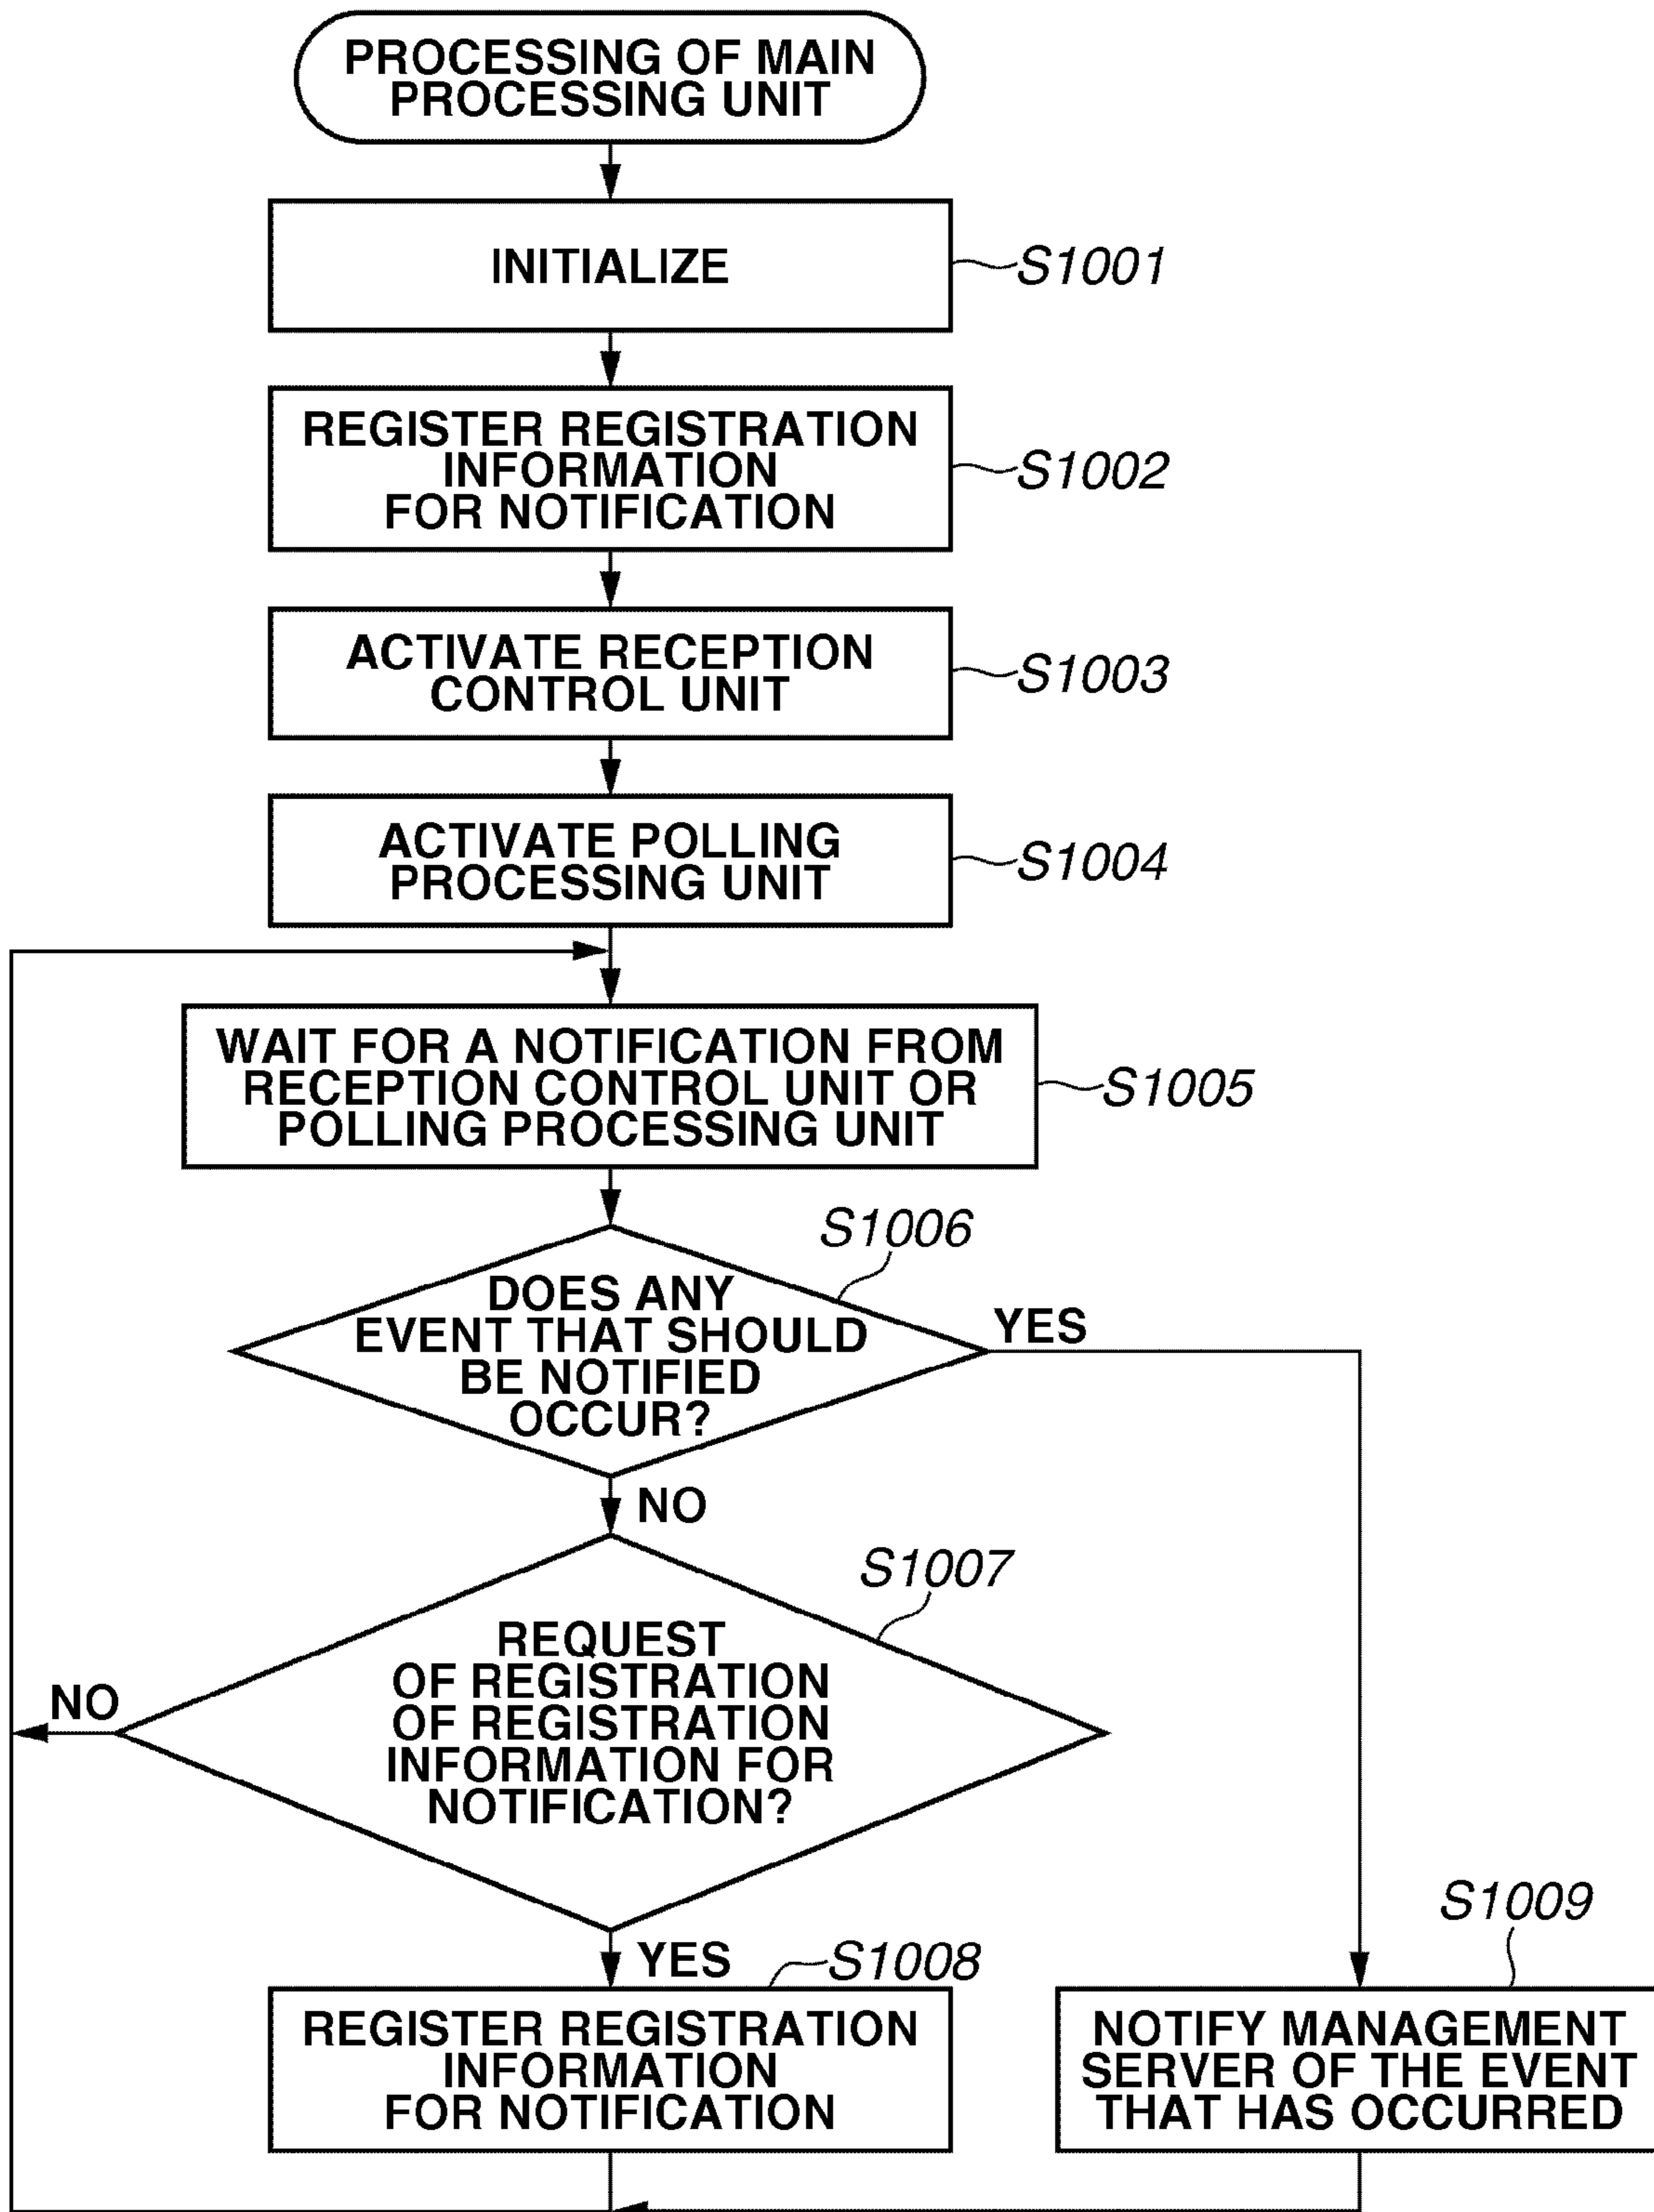 PROCESSING OF MAIN
PROCESSING UNIT
INITIALIZE
S1001
REGISTER REGISTRATION
INFORMATION
FOR NOTIFICATION
S1002
ACTIVATE RECEPTION
CONTROL UNIT
S1003
ACTIVATE POLLING
PROCESSING UNIT
S1004
WAIT FOR A NOTIFICATION FROM
RECEPTION CONTROL UNIT OR
POLLING PROCESSING UNIT
S1005
S1006
DOES ANY
EVENT THAT SHOULD
BE NOTIFIED
OCCUR?
YES
NO
S1007
REQUEST
OF REGISTRATION
OF REGISTRATION
INFORMATION FOR
NOTIFICATION?
NO
YES
S1008
REGISTER REGISTRATION
INFORMATION
FOR NOTIFICATION
S1009
NOTIFY MANAGEMENT
SERVER OF THE EVENT
THAT HAS OCCURRED